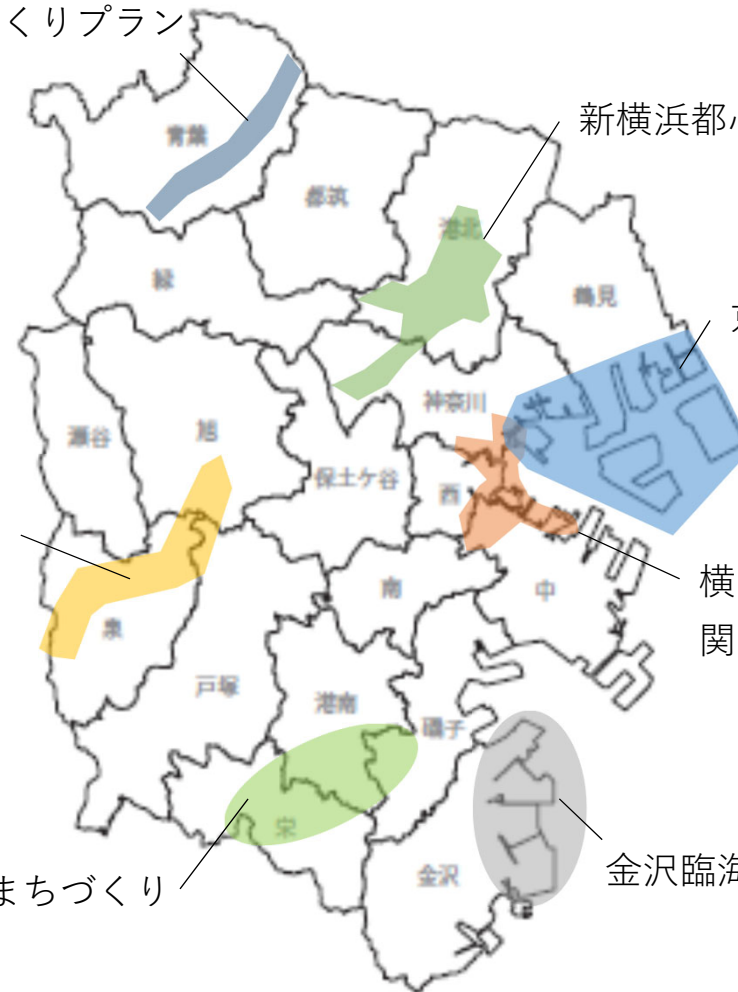 くりプラン
新横浜都
青葉
都筑
港北
緑
鶴見
神奈川
瀬谷
旭
保土ケ谷
西
横
関
南
中
泉
戸塚
港南
磯子
栄
まちづくり
金沢
金沢臨海